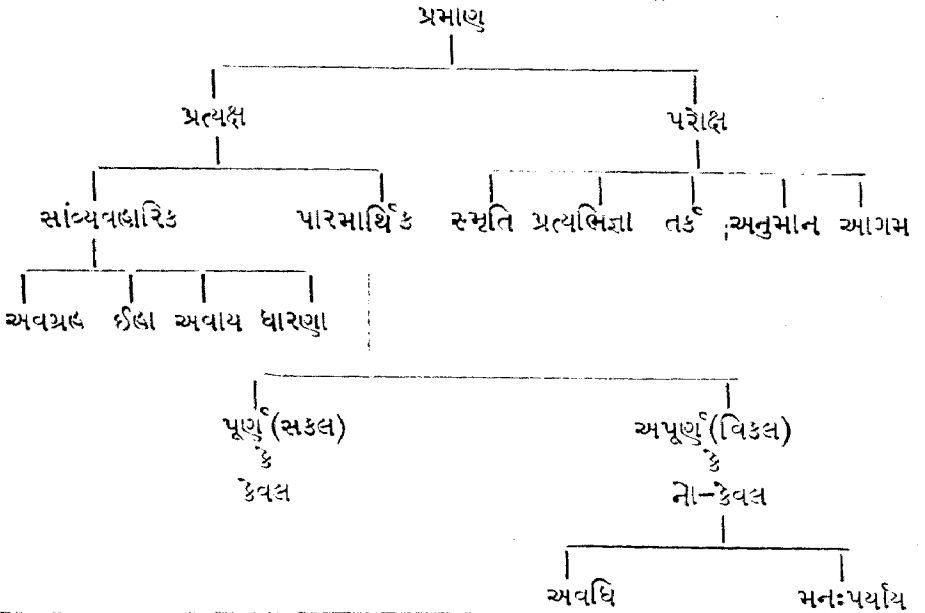 પ્રમાણ
પ્રત્યક્ષ પરોક્ષ
સાંવ્યવહારિક પારમાર્થિક સ્મૃતિ પ્રત્યભિજ્ઞા તર્ક અનુમાન આગમ
અવગ્રહ ઈહા અવાય ધારણા
પૂર્ણ (સકલ) અપૂર્ણ (વિકલ)
કે કે
કેવલ નો-કેવલ
અવધિ મનઃપર્યાય